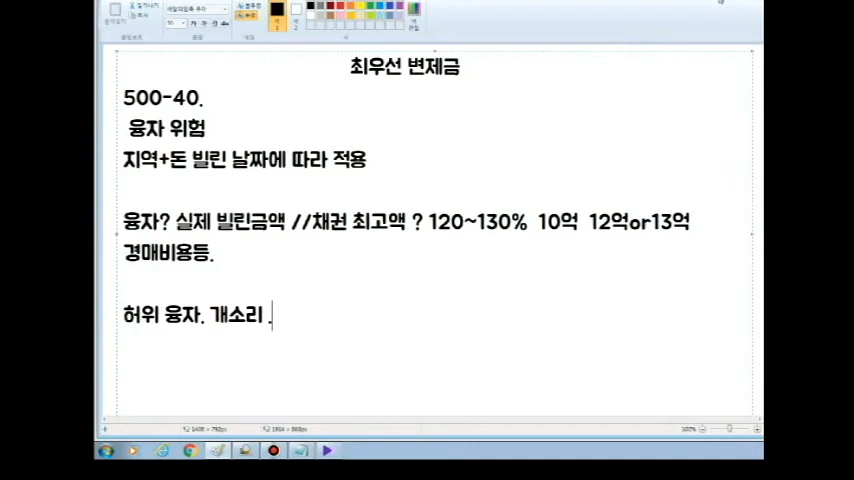 최우선 변제금
500-40.
융자 위험
지역+돈 빌린 날짜에 따라 적용
융자? 실제 빌린금액 //채권 최고액 ? 120~130% 10억 12억or13억
경매비용등.
허위 융자. 개소리 .
100%